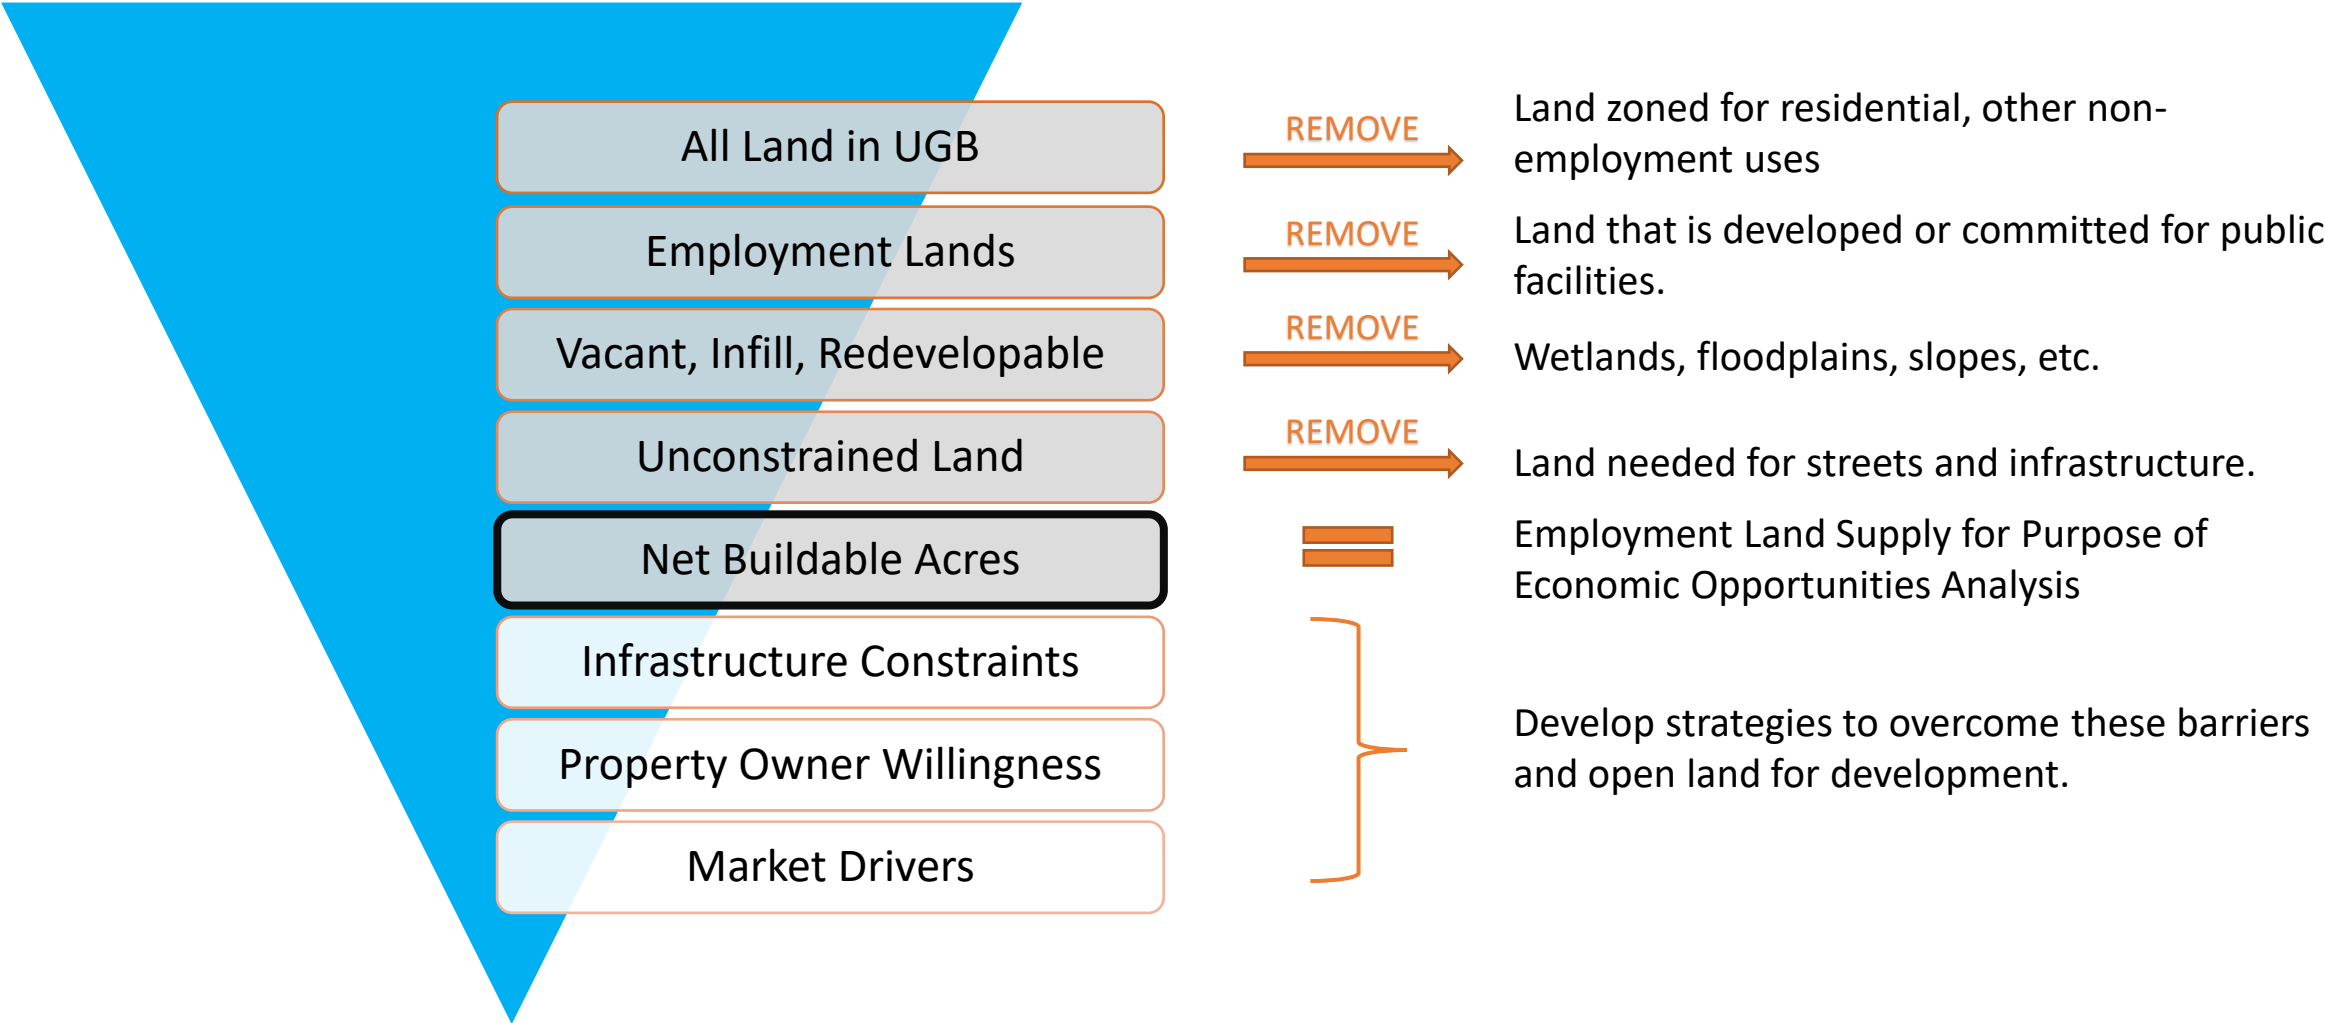 All Land in UGB
REMOVE
Land zoned for residential, other non-
employment uses
Employment Lands
REMOVE
Land that is developed or committed for public
facilities.
Vacant, Infill, Redevelopable
REMOVE
Wetlands, floodplains, slopes, etc.
Unconstrained Land
REMOVE
Land needed for streets and infrastructure.
Net Buildable Acres
Employment Land Supply for Purpose of
Economic Opportunities Analysis
Infrastructure Constraints
Property Owner Willingness
Market Drivers
Develop strategies to overcome these barriers
and open land for development.